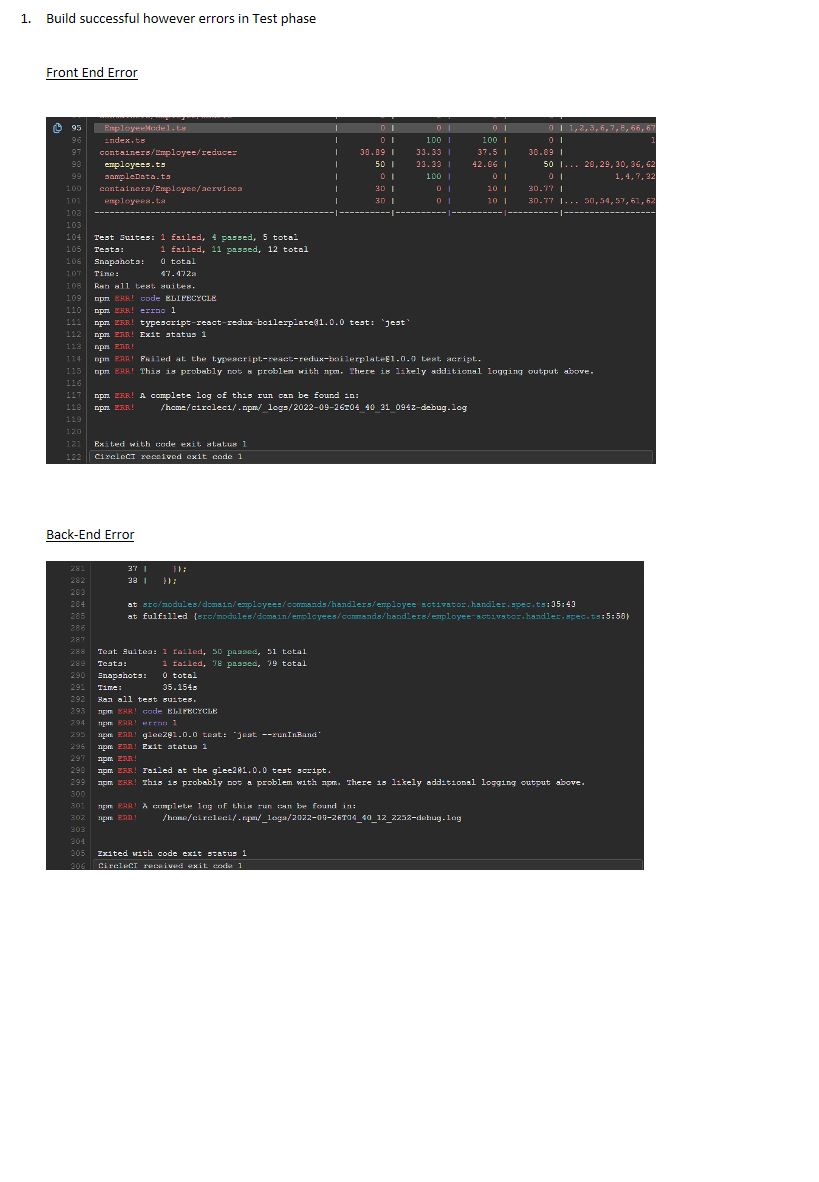 1. Build successful however errors in Test phase
Front End Error
95 EmployeeModel.ts | 0 | 0 | 0 | 0 | 1,2,3,6,7,8,66,67
96 index.ts | 0 | 100 | 100 | 0 | 1
97 containers/Employee/reducer | 38.89 | 33.33 | 37.5 | 38.89 |
98 employees.ts | 50 | 33.33 | 42.86 | 50 |... 28,29,30,36,62
99 sampleData.ts | 0 | 100 | 0 | 0 | 1,4,7,32
100 containers/Employee/services | 30 | 0 | 10 | 30.77 |
101 employees.ts | 30 | 0 | 10 | 30.77 |... 50,54,57,61,62
102
103
104 Test Suites: 1 failed, 4 passed, 5 total
105 Tests: 1 failed, 11 passed, 12 total
106 Snapshots: 0 total
107 Time: 47.472s
108 Ran all test suites.
109 npm ERR! code ELIFECYCLE
110 npm ERR! errno 1
111 npm ERR! typescript-react-redux-boilerplate@1.0.0 test: `jest`
112 npm ERR! Exit status 1
113 npm ERR!
114 npm ERR! Failed at the typescript-react-redux-boilerplate@1.0.0 test script.
115 npm ERR! This is probably not a problem with npm. There is likely additional logging output above.
116
117 npm ERR! A complete log of this run can be found in:
118 npm ERR! /home/circleci/.npm/_logs/2022-09-26T04_40_31_094Z-debug.log
119
120
121 Exited with code exit status 1
122 CircleCI received exit code 1
Back-End Error
281 37 | });
282 38 | });
283
284 at src/modules/domain/employees/commands/handlers/employee-activator.handler.spec.ts:35:43
285 at fulfilled (src/modules/domain/employees/commands/handlers/employee-activator.handler.spec.ts:5:58)
286
287
288 Test Suites: 1 failed, 50 passed, 51 total
289 Tests: 1 failed, 78 passed, 79 total
290 Snapshots: 0 total
291 Time: 35.154s
292 Ran all test suites.
293 npm ERR! code ELIFECYCLE
294 npm ERR! errno 1
295 npm ERR! glee2@1.0.0 test: `jest --runInBand`
296 npm ERR! Exit status 1
297 npm ERR!
298 npm ERR! Failed at the glee2@1.0.0 test script.
299 npm ERR! This is probably not a problem with npm. There is likely additional logging output above.
300
301 npm ERR! A complete log of this run can be found in:
302 npm ERR! /home/circleci/.npm/_logs/2022-09-26T04_40_12_225Z-debug.log
303
304
305 Exited with code exit status 1
306 CircleCI received exit code 1